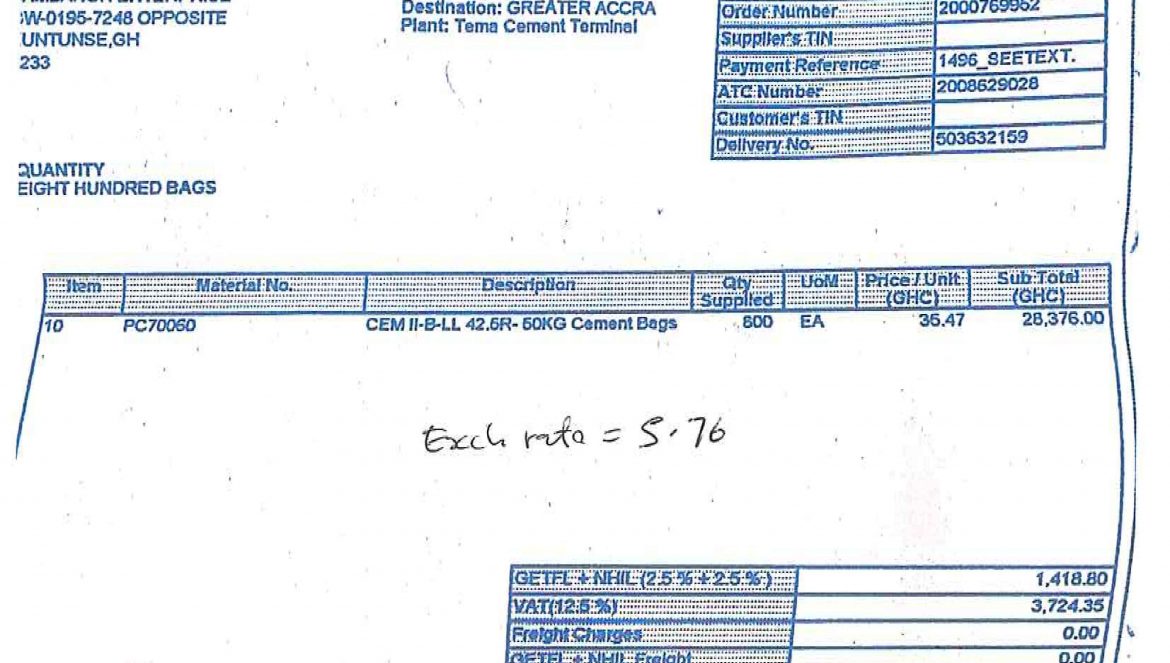 W-0195-7248 OPPOSITE
UNTUNSE,GH
233
Destination: GREATER ACCRA
Plant: Tema Cement Terminal
Order Number 2000769952
Supplier's TIN
Payment Reference 1496_SEETEXT.
ATC Number 2008629028
Customer's TIN
Delivery No. 503632159
QUANTITY
EIGHT HUNDRED BAGS
Item Material No. Description Qty Supplied UoM Price / Unit (GHC) Sub Total (GHC)
10 PC70060 CEM II-B-LL 42.5R- 50KG Cement Bags 800 EA 35.47 28,376.00
Exch rate = 5.76
GETFL + NHIL (2.5 % + 2.5 % ) 1,418.80
VAT(12.5 %) 3,724.35
Freight Charges 0.00
GETFL + NHIL Freight 0.00